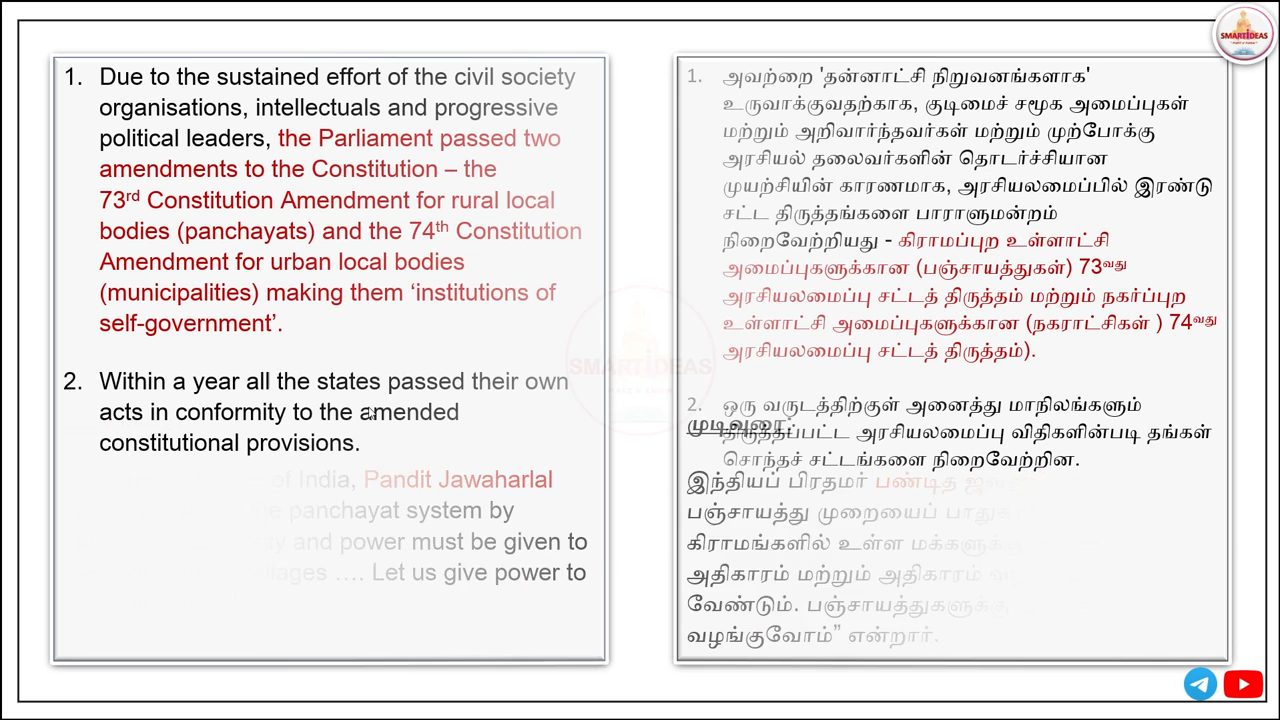 SMARTIDEAS
1. Due to the sustained effort of the civil society
organisations, intellectuals and progressive
political leaders, the Parliament passed two
amendments to the Constitution – the
73rd Constitution Amendment for rural local
bodies (panchayats) and the 74th Constitution
Amendment for urban local bodies
(municipalities) making them ‘institutions of
self-government’.
2. Within a year all the states passed their own
acts in conformity to the amended
constitutional provisions.
of India, Pandit Jawaharlal
panchayat system by
and power must be given to
…. Let us give power to
1. அவற்றை 'தன்னாட்சி நிறுவனங்களாக'
உருவாக்குவதற்காக, குடிமைச் சமூக அமைப்புகள்
மற்றும் அறிவார்ந்தவர்கள் மற்றும் முற்போக்கு
அரசியல் தலைவர்களின் தொடர்ச்சியான
முயற்சியின் காரணமாக, அரசியலமைப்பில் இரண்டு
சட்ட திருத்தங்களை பாராளுமன்றம்
நிறைவேற்றியது - கிராமப்புற உள்ளாட்சி
அமைப்புகளுக்கான (பஞ்சாயத்துகள்) 73வது
அரசியலமைப்பு சட்டத் திருத்தம் மற்றும் நகர்ப்புற
உள்ளாட்சி அமைப்புகளுக்கான (நகராட்சிகள் ) 74வது
அரசியலமைப்பு சட்டத் திருத்தம்).
2. ஒரு வருடத்திற்குள் அனைத்து மாநிலங்களும்
முடிவுரை:
திருத்தப்பட்ட அரசியலமைப்பு விதிகளின்படி தங்கள்
சொந்தச் சட்டங்களை நிறைவேற்றின.
இந்தியப் பிரதமர் பண்டித
பஞ்சாயத்து முறையைப்
கிராமங்களில் உள்ள
அதிகாரம் மற்றும் அதிகாரம்
வேண்டும்.
வழங்குவோம்” என்றார்.
SMARTIDEAS